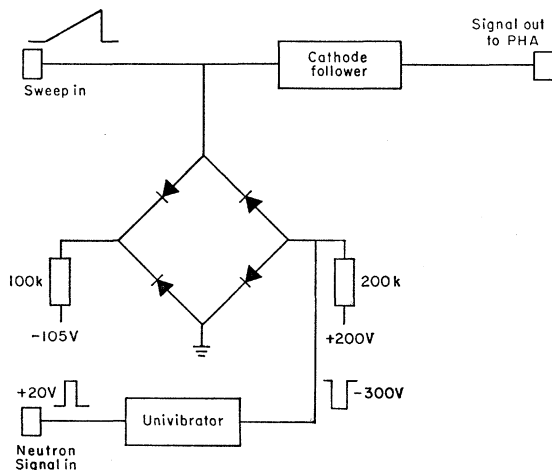 Signal out
to PHA
Sweep in
Cathode
follower
100k
-105V
200k
+200V
+20V
-300V
Univibrator
Neutron
Signal in